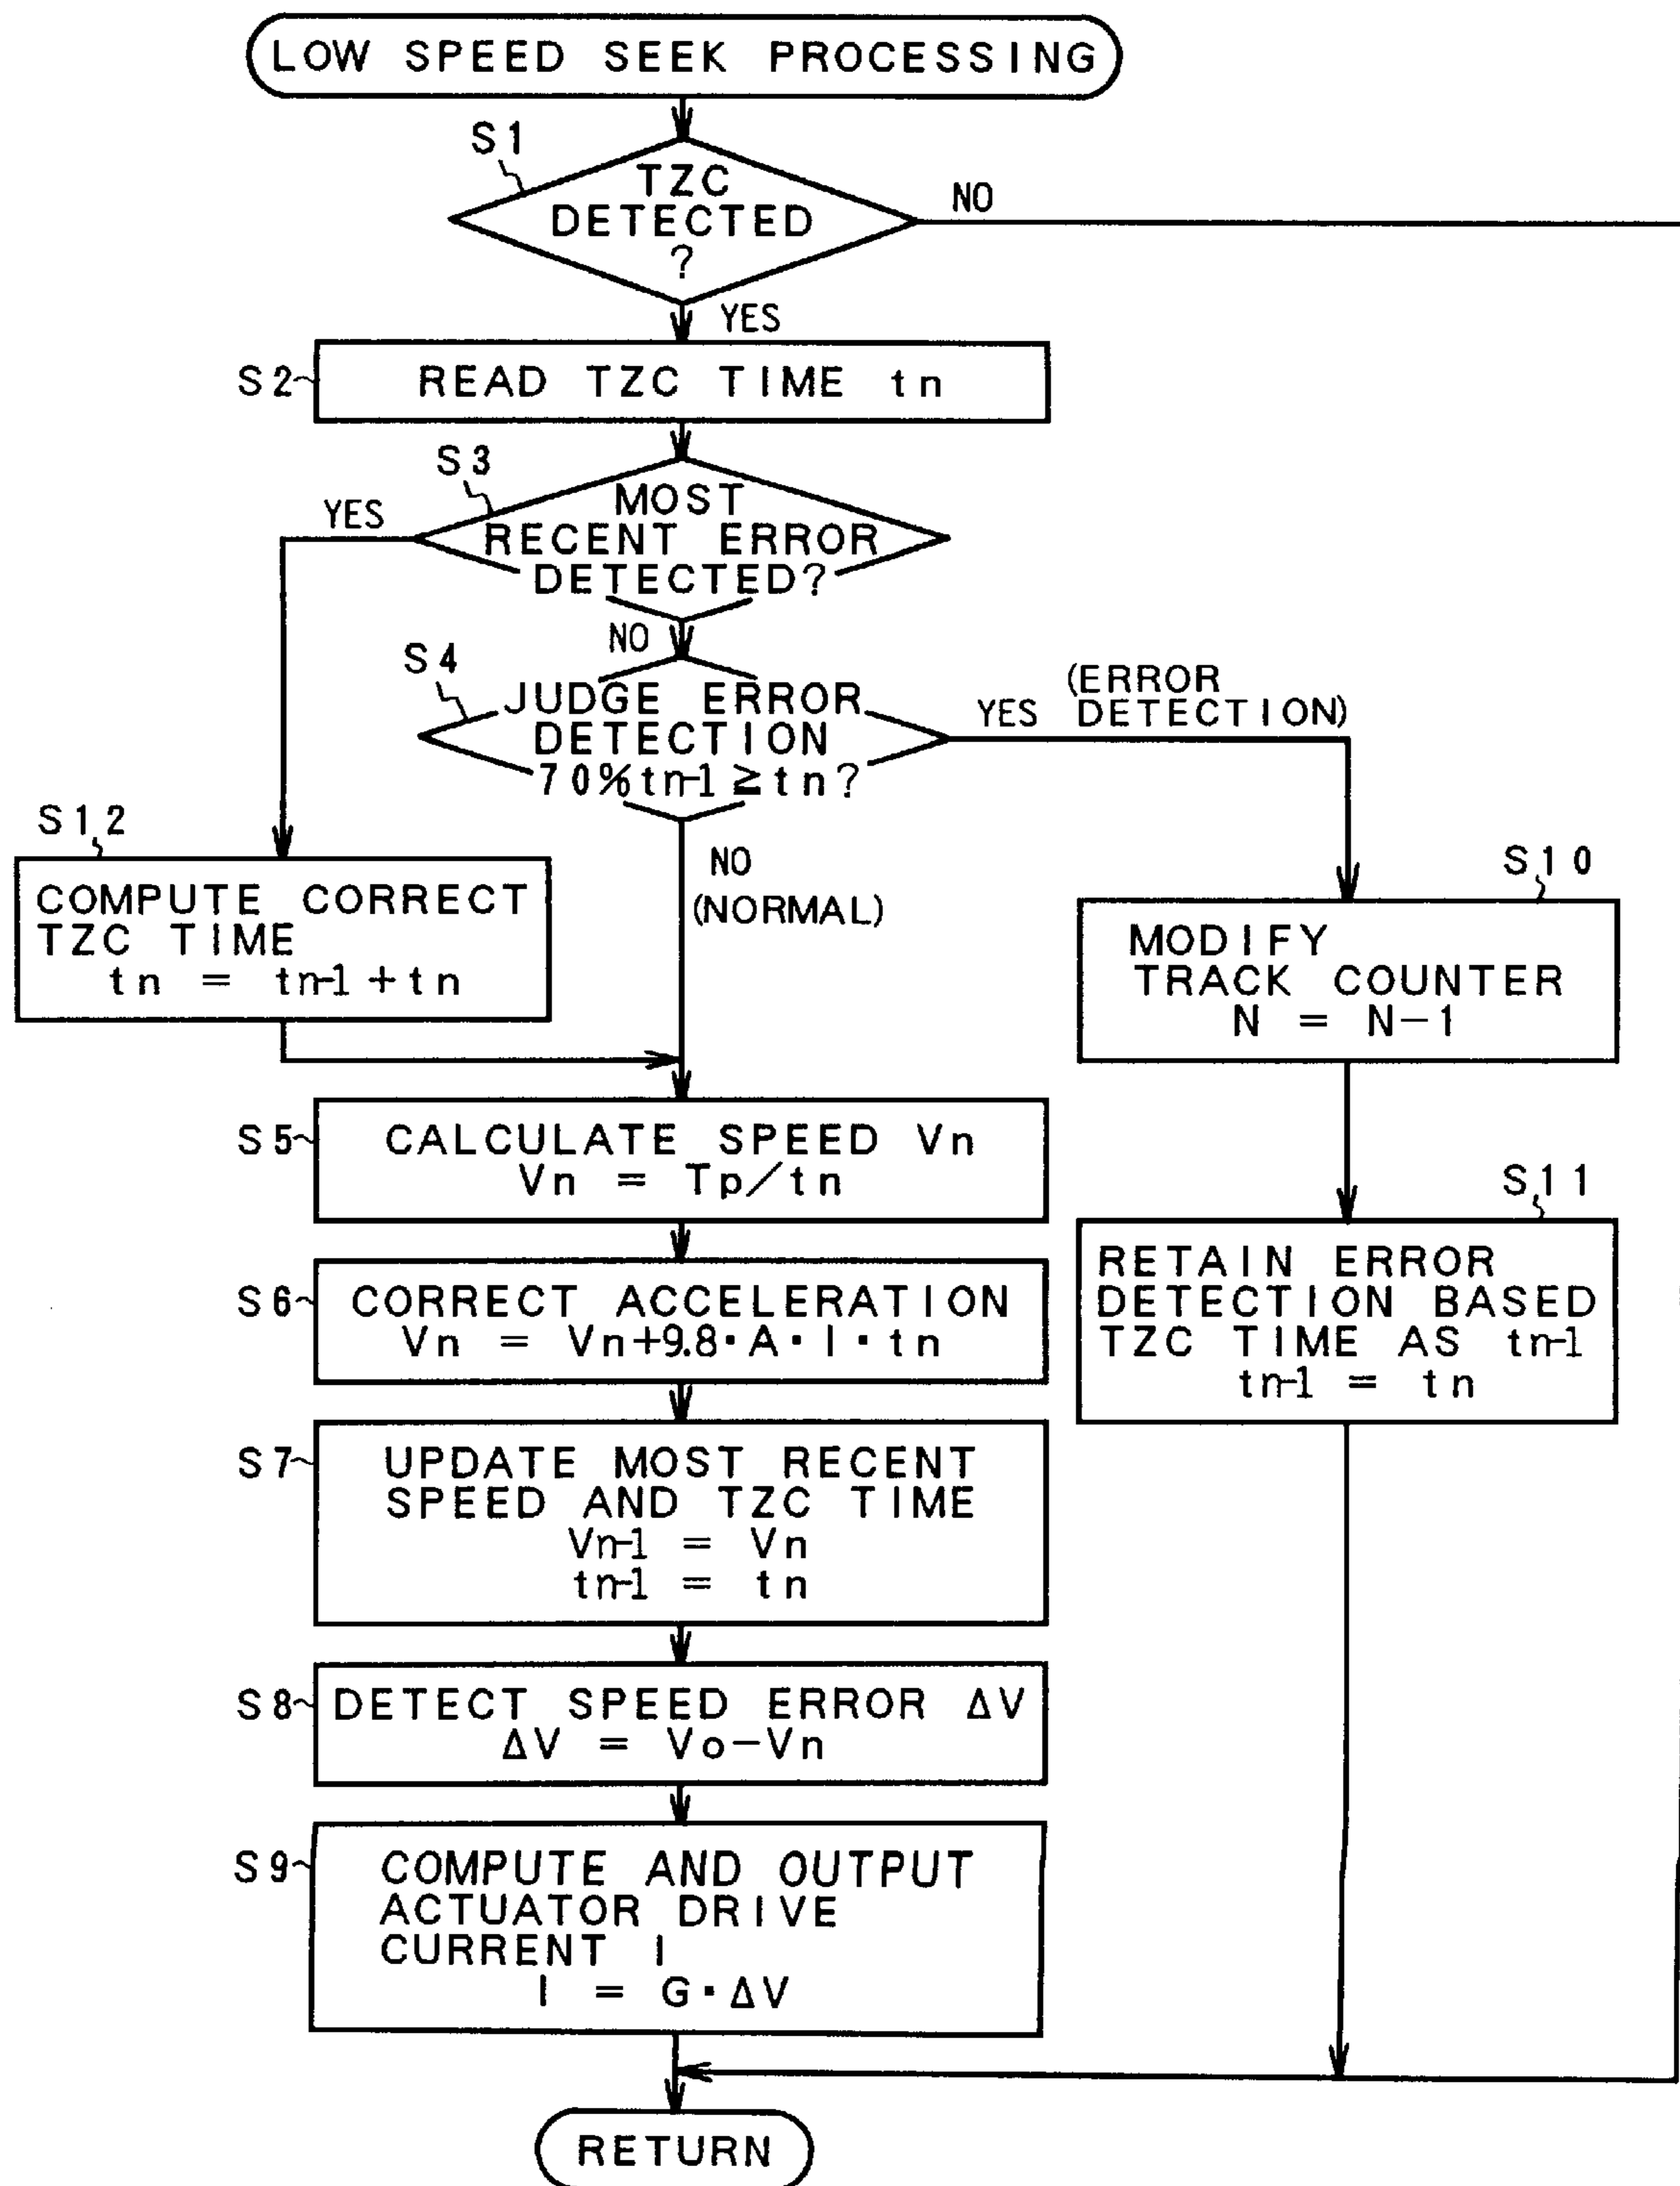 LOW SPEED SEEK PROCESSING
S1
TZC
DETECTED
?
NO
YES
S2
READ TZC TIME tn
S3
MOST
RECENT ERROR
DETECTED?
YES
NO
S4
JUDGE ERROR
DETECTION
70%tn-1≧tn?
YES
(ERROR
DETECTION)
NO
(NORMAL)
S12
COMPUTE CORRECT
TZC TIME
tn = tn-1+tn
S10
MODIFY
TRACK COUNTER
N = N-1
S5
CALCULATE SPEED Vn
Vn = Tp/tn
S11
RETAIN ERROR
DETECTION BASED
TZC TIME AS tn-1
tn-1 = tn
S6
CORRECT ACCELERATION
Vn = Vn+9.8・A・I・tn
S7
UPDATE MOST RECENT
SPEED AND TZC TIME
Vn-1 = Vn
tn-1 = tn
S8
DETECT SPEED ERROR ΔV
ΔV = Vo-Vn
S9
COMPUTE AND OUTPUT
ACTUATOR DRIVE
CURRENT I
I = G・ΔV
RETURN